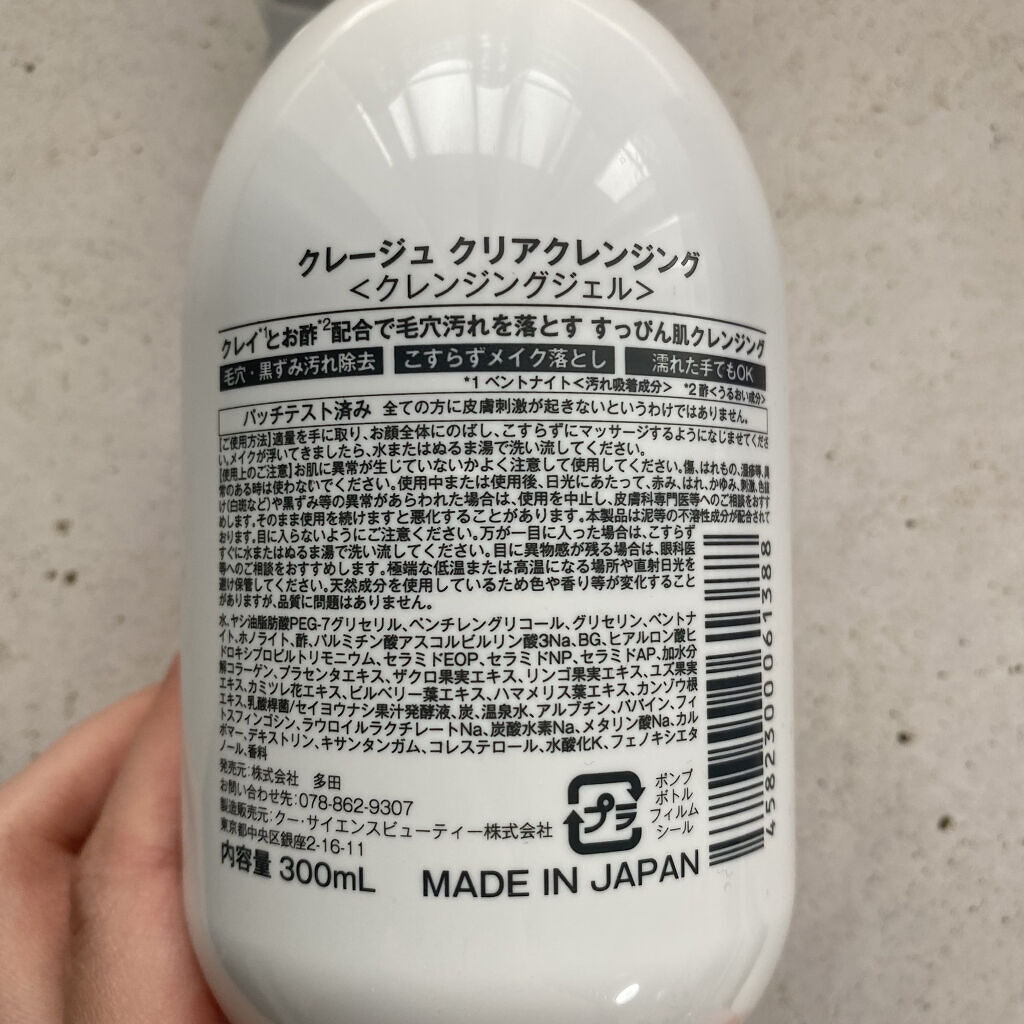 クレージュ クリアクレンジング
<クレンジングジェル>
クレイ*1とお酢*2配合で毛穴汚れを落とす すっぴん肌クレンジング
毛穴・黒ずみ汚れ除去 こすらずメイク落とし 濡れた手でもOK
*1 ベントナイト<汚れ吸着成分> *2 酢<うるおい成分>
パッチテスト済み 全ての方に皮膚刺激が起きないというわけではありません。
【ご使用方法】適量を手に取り、お顔全体にのばし、こすらずにマッサージするようになじませてくださ
い。メイクが浮いてきましたら、水またはぬるま湯で洗い流してください。
【使用上のご注意】お肌に異常が生じていないかよく注意して使用してください。傷、はれもの、湿疹等、異
常のある時は使わないでください。使用中または使用後、日光にあたって、赤み、はれ、かゆみ、刺激、色抜
け(白斑など)や黒ずみ等の異常があらわれた場合は、使用を中止し、皮膚科専門医等へのご相談をおすす
めします。そのまま使用を続けますと悪化することがあります。本製品は泥等の不溶性成分が配合されて
おります。目に入らないようにご注意ください。万が一目に入った場合は、こすらず
すぐに水またはぬるま湯で洗い流してください。目に異物感が残る場合は、眼科医
等へのご相談をおすすめします。極端な低温または高温になる場所や直射日光を
避け保管してください。天然成分を使用しているため色や香り等が変化すること
がありますが、品質に問題はありません。
水、ヤシ油脂肪酸PEG-7グリセリル、ペンチレングリコール、グリセリン、ベントナ
イト、ホノライト、酢、パルミチン酸アスコルビルリン酸3Na、BG、ヒアルロン酸ヒ
ドロキシプロピルトリモニウム、セラミドEOP、セラミドNP、セラミドAP、加水分
解コラーゲン、プラセンタエキス、ザクロ果実エキス、リンゴ果実エキス、ユズ果実
エキス、カミツレ花エキス、ビルベリー葉エキス、ハマメリス葉エキス、カンゾウ根
エキス、乳酸桿菌/セイヨウナシ果汁発酵液、炭、温泉水、アルブチン、パパイン、フィ
トスフィンゴシン、ラウロイルラクチレートNa、炭酸水素Na、メタリン酸Na、カル
ボマー、デキストリン、キサンタンガム、コレステロール、水酸化K、フェノキシエタ
ノール、香料
発売元:株式会社 多田
お問い合わせ先:078-862-9307
製造販売元:クー・サイエンスビューティー株式会社
東京都中央区銀座2-16-11
内容量 300mL
プラ
ポンプ
ボトル
フィルム
シール
MADE IN JAPAN
4582300061388